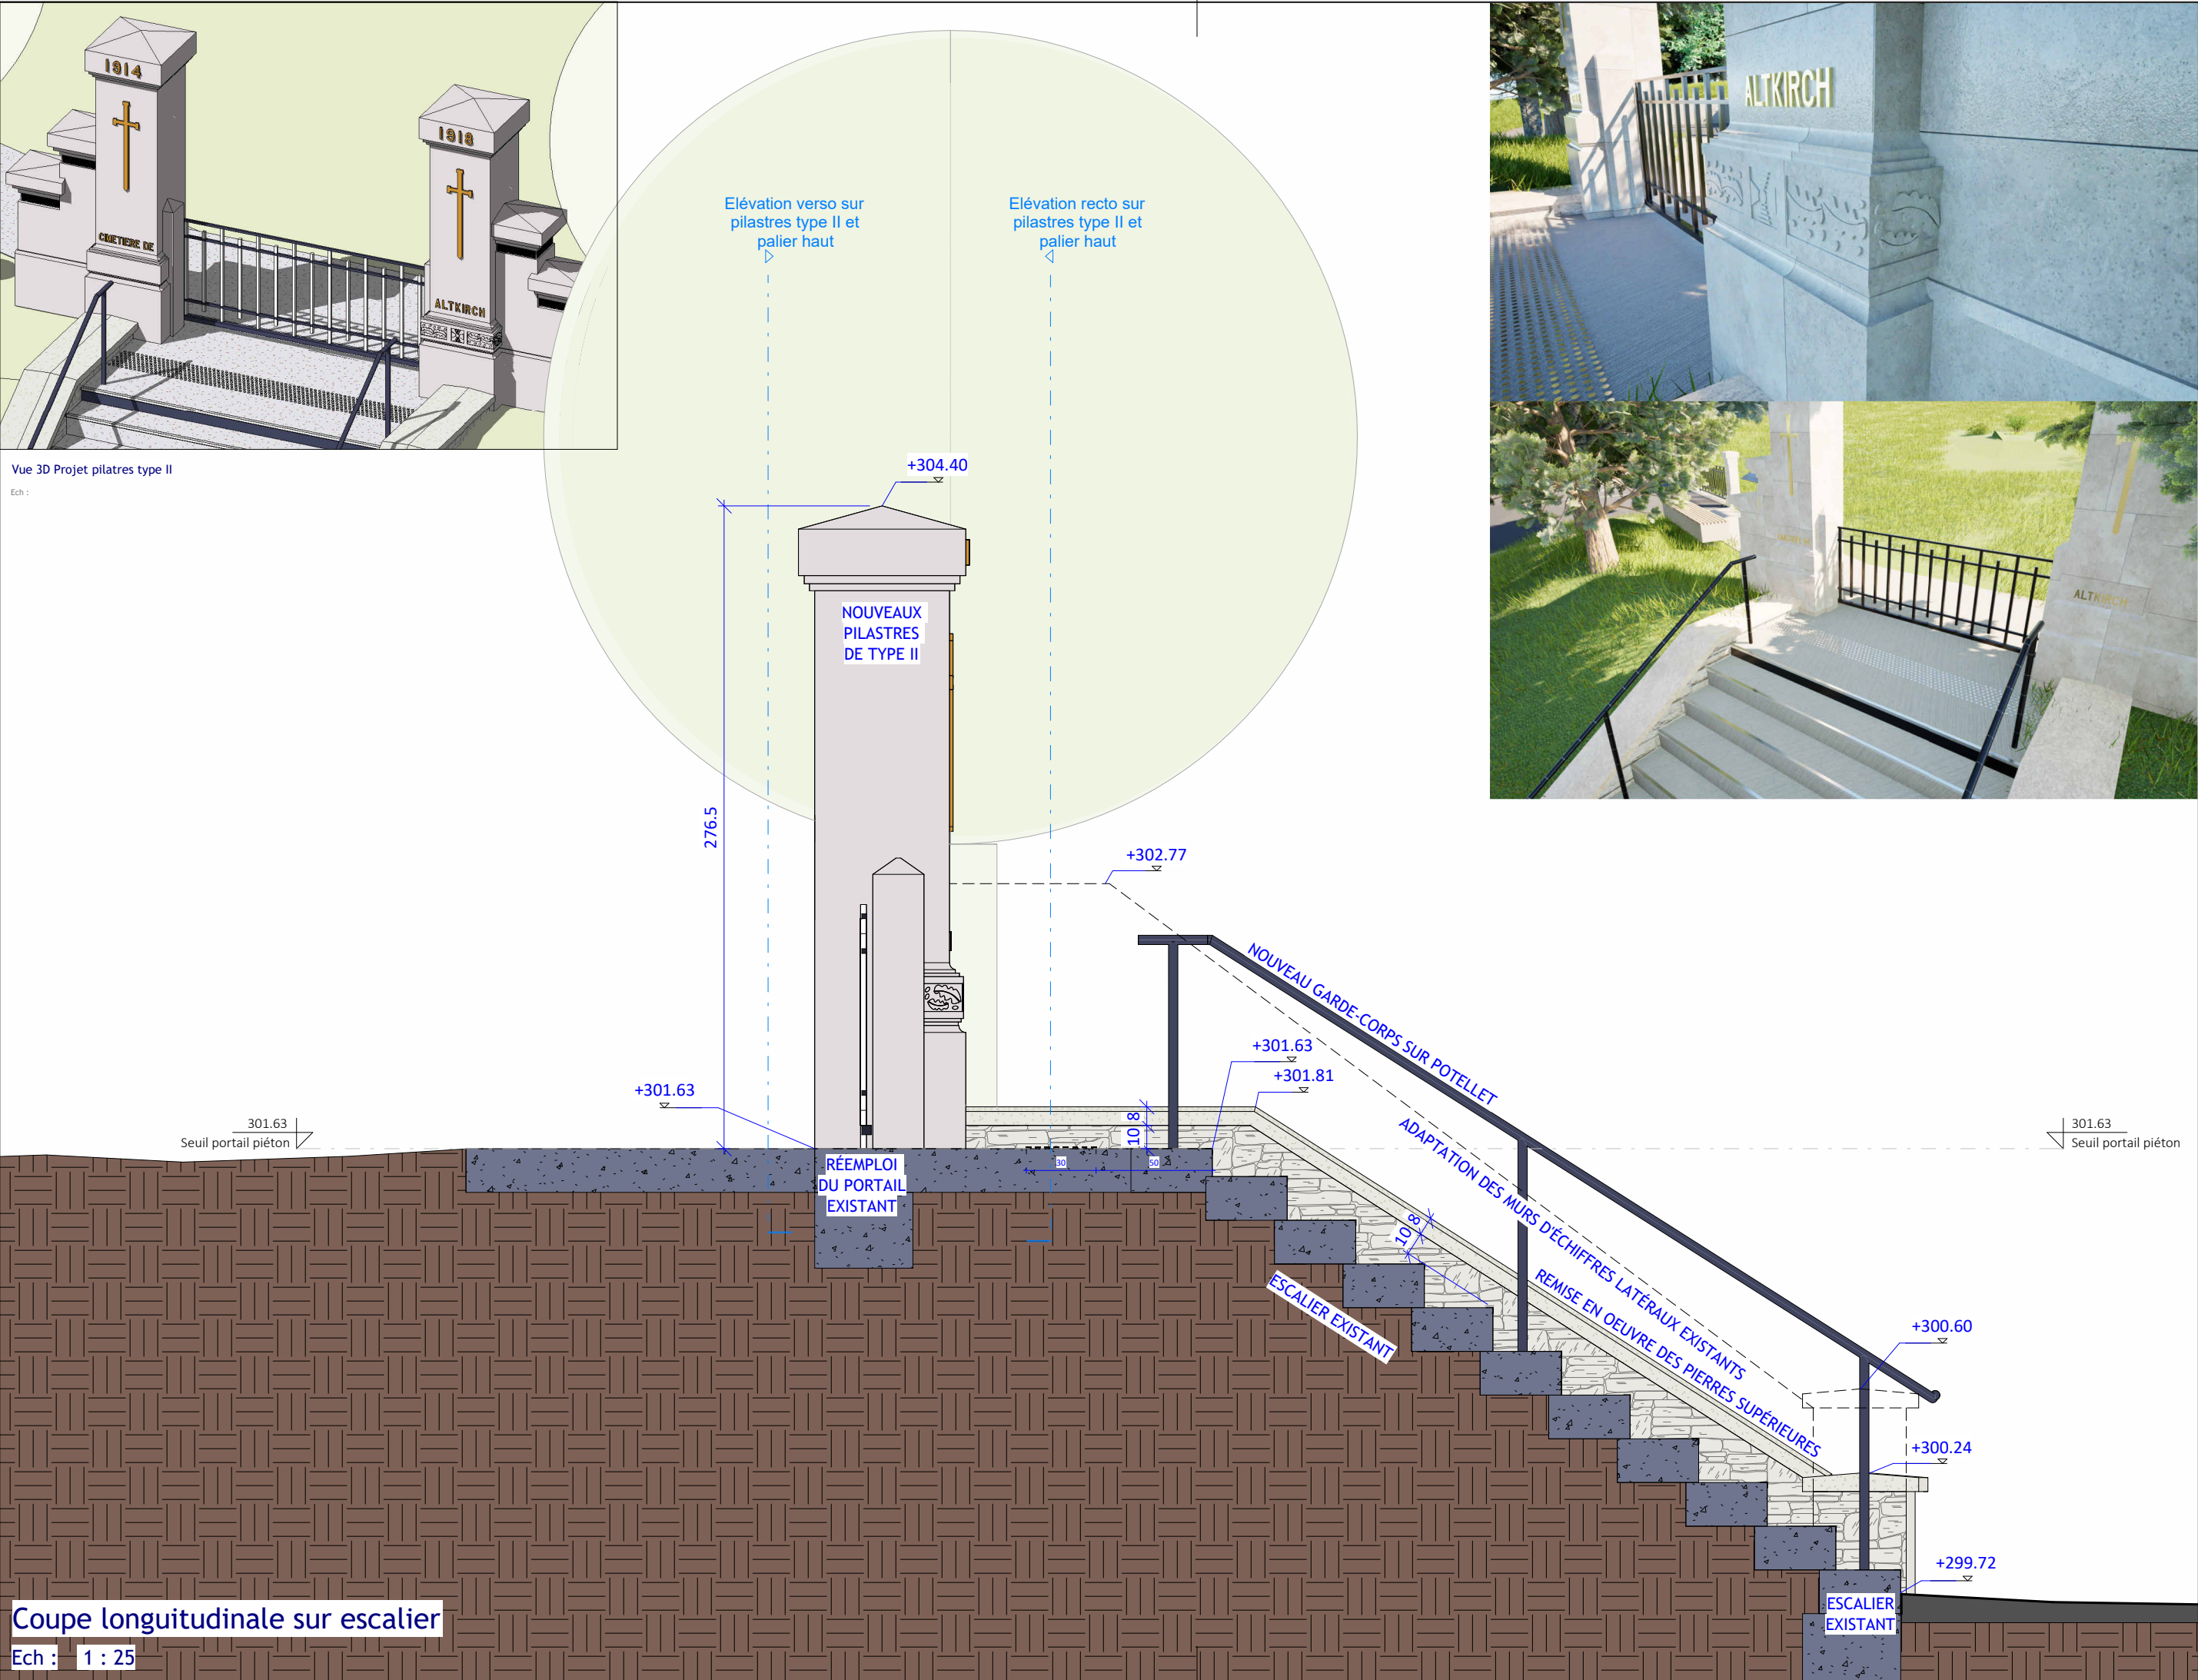 1914
1918
CIMETIERE DE
ALTKIRCH
Vue 3D Projet pilatres type II
Ech :
Elévation verso sur
pilastres type II et
palier haut
Elévation recto sur
pilastres type II et
palier haut
ALTKIRCH
ALTKIRCH
+304.40
NOUVEAUX
PILASTRES
DE TYPE II
276.5
+302.77
NOUVEAU GARDE-CORPS SUR POTELLET
+301.63
+301.81
+301.63
301.63
Seuil portail piéton
301.63
Seuil portail piéton
10 8
30
50
RÉEMPLOI
DU PORTAIL
EXISTANT
ADAPTATION DES MURS D'ÉCHIFFRES LATÉRAUX EXISTANTS
10 8
REMISE EN OEUVRE DES PIERRES SUPÉRIEURES
ESCALIER EXISTANT
+300.60
+300.24
+299.72
ESCALIER
EXISTANT
Coupe longuitudinale sur escalier
Ech : 1 : 25